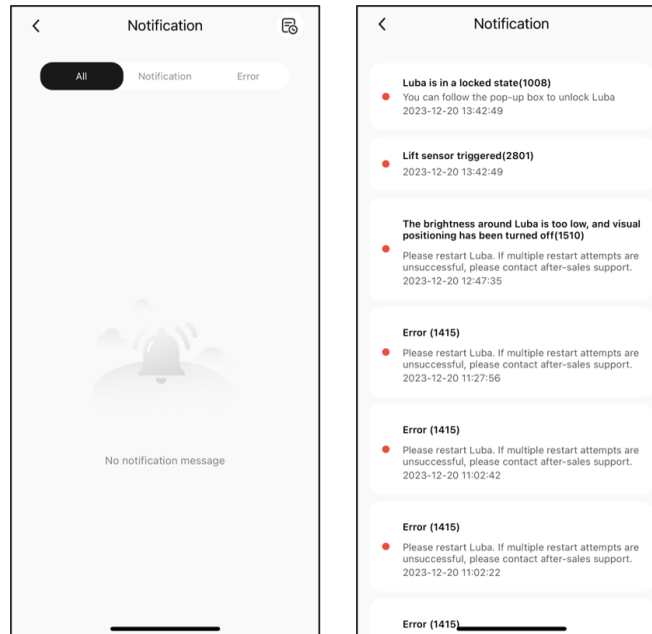 Notification
All
Notification
Error
No notification message
Notification
Luba is in a locked state(1008)
You can follow the pop-up box to unlock Luba
2023-12-20 13:42:49
Lift sensor triggered(2801)
2023-12-20 13:42:49
The brightness around Luba is too low, and visual
positioning has been turned off(1510)
Please restart Luba. If multiple restart attempts are
unsuccessful, please contact after-sales support.
2023-12-20 12:47:35
Error (1415)
Please restart Luba. If multiple restart attempts are
unsuccessful, please contact after-sales support.
2023-12-20 11:27:56
Error (1415)
Please restart Luba. If multiple restart attempts are
unsuccessful, please contact after-sales support.
2023-12-20 11:02:42
Error (1415)
Please restart Luba. If multiple restart attempts are
unsuccessful, please contact after-sales support.
2023-12-20 11:02:22
Error (1415)